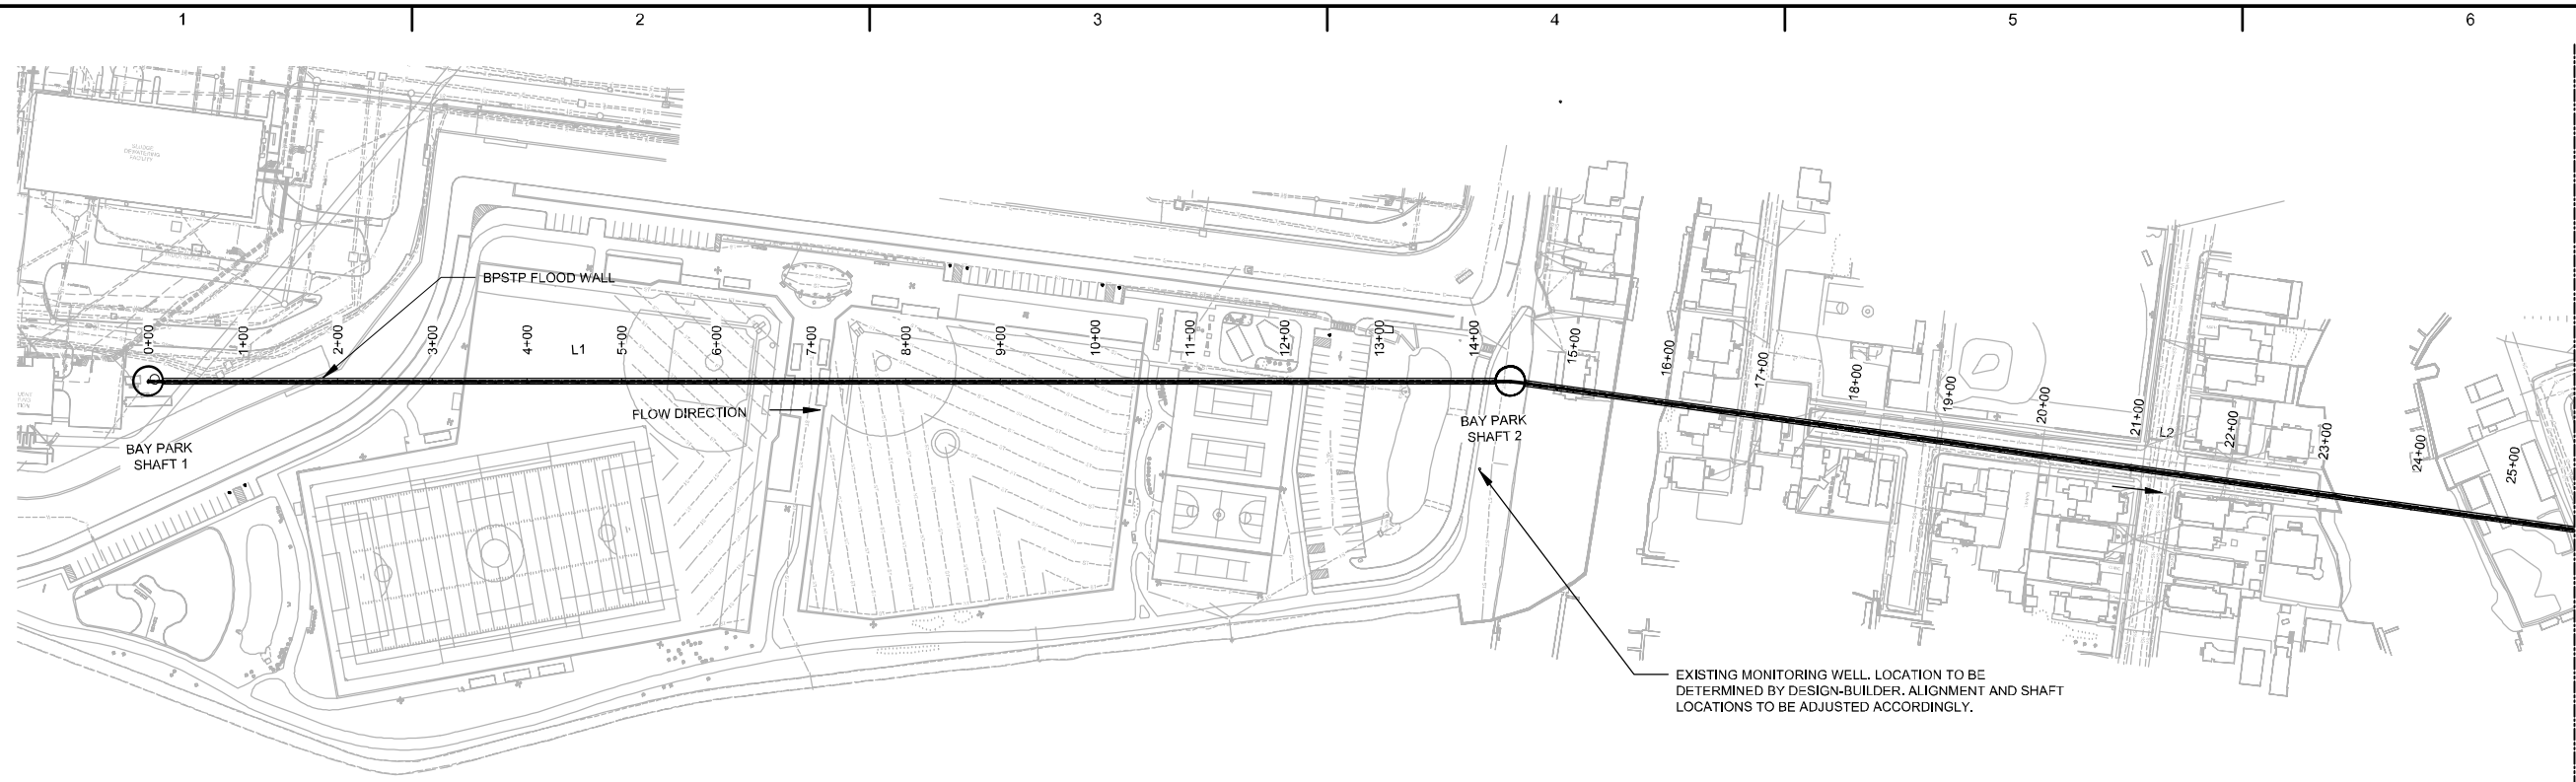 1
2
3
4
5
6
SLUDGE
DEWATERING
FACILITY
BPSTP FLOOD WALL
0+00
1+00
2+00
3+00
4+00
L1
5+00
6+00
7+00
8+00
9+00
10+00
11+00
12+00
13+00
14+00
15+00
16+00
17+00
18+00
19+00
20+00
21+00
L2
22+00
23+00
24+00
25+00
FLOW DIRECTION
BAY PARK
SHAFT 1
BAY PARK
SHAFT 2
EXISTING MONITORING WELL. LOCATION TO BE
DETERMINED BY DESIGN-BUILDER. ALIGNMENT AND SHAFT
LOCATIONS TO BE ADJUSTED ACCORDINGLY.